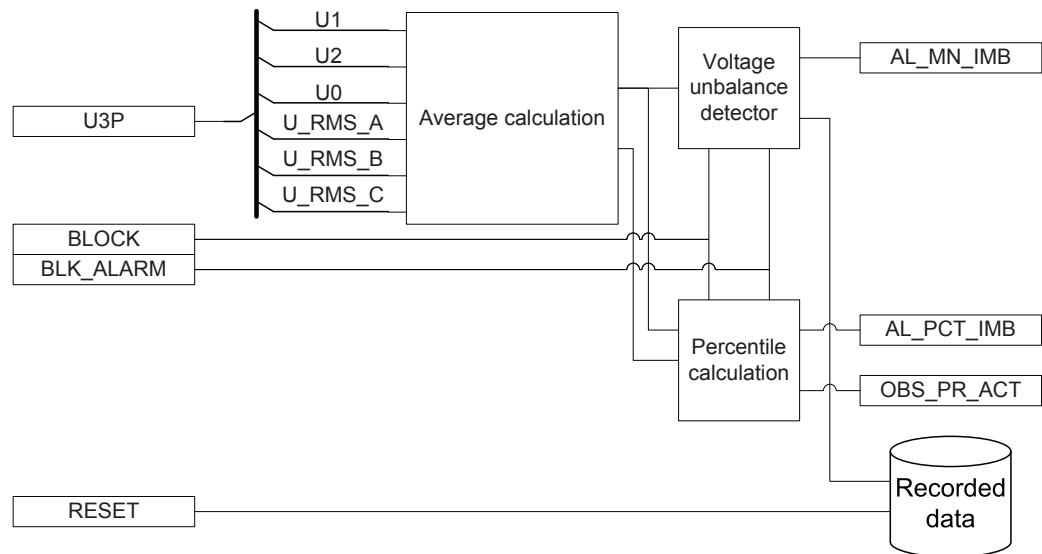 U1
U2
U0
U_RMS_A
U_RMS_B
U_RMS_C
U3P
BLOCK
BLK_ALARM
RESET
Average calculation
Voltage
unbalance
detector
Percentile
calculation
AL_MN_IMB
AL_PCT_IMB
OBS_PR_ACT
Recorded
data